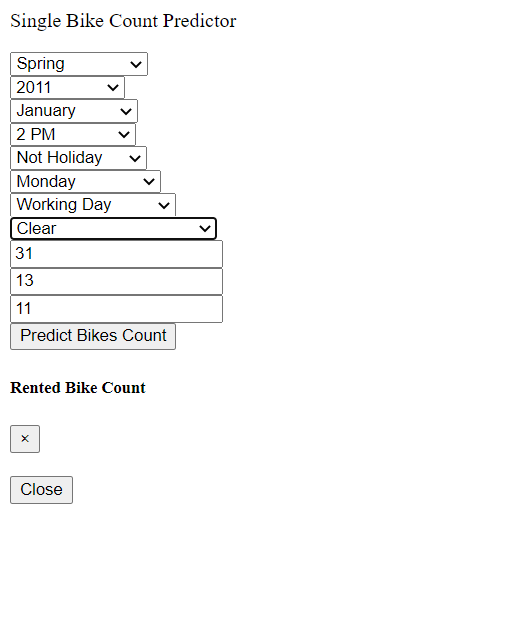 Single Bike Count Predictor
Spring
2011
January
2 PM
Not Holiday
Monday
Working Day
Clear
31
13
11
Predict Bikes Count
Rented Bike Count
×
Close